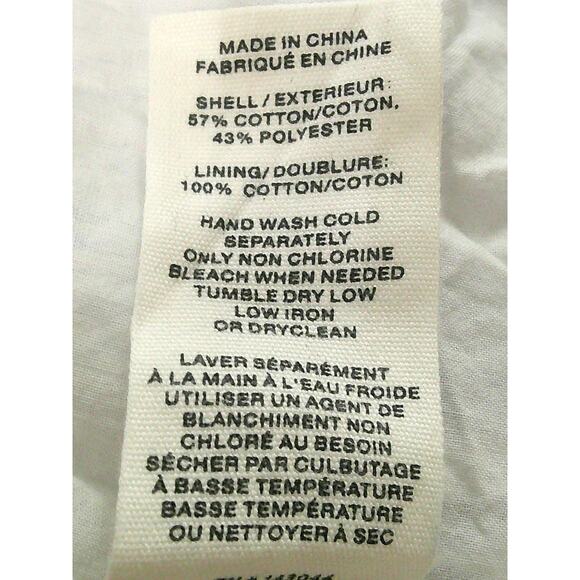 MADE IN CHINA
FABRIQUÉ EN CHINE
SHELL / EXTERIEUR:
57% COTTON/COTON,
43% POLYESTER
LINING/DOUBLURE:
100% COTTON/COTON
HAND WASH COLD
SEPARATELY
ONLY NON CHLORINE
BLEACH WHEN NEEDED
TUMBLE DRY LOW
LOW IRON
OR DRYCLEAN
LAVER SÉPARÉMENT
À LA MAIN À L'EAU FROIDE
UTILISER UN AGENT DE
BLANCHIMENT NON
CHLORÉ AU BESOIN
SÉCHER PAR CULBUTAGE
À BASSE TEMPÉRATURE
BASSE TEMPÉRATURE
OU NETTOYER À SEC